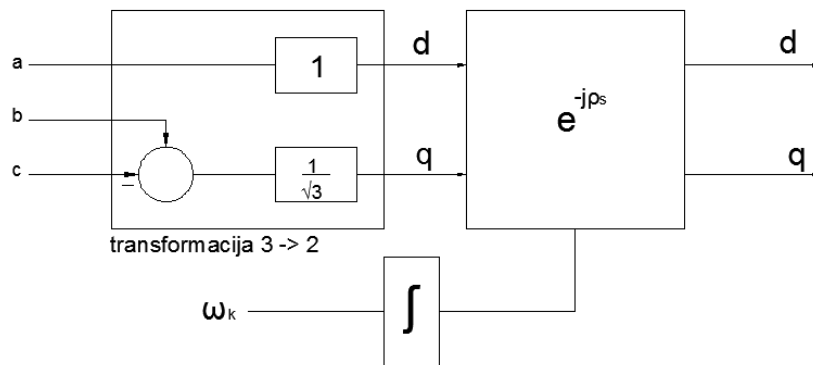 a
1
d
d
b
e^-jρs
c
–
1
√3
q
q
transformacija 3 -> 2
ωk
∫